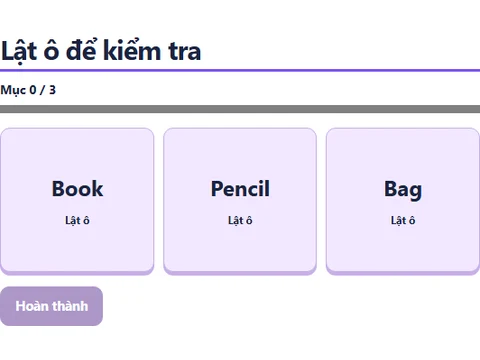 Lật ô để kiểm tra
Mục 0 / 3
Book
Lật ô
Pencil
Lật ô
Bag
Lật ô
Hoàn thành